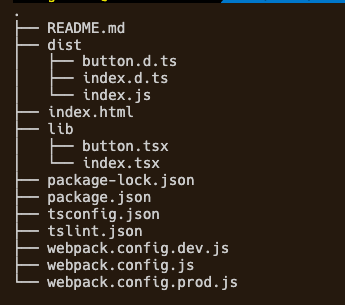 .
├── README.md
├── dist
│   ├── button.d.ts
│   ├── index.d.ts
│   └── index.js
├── index.html
├── lib
│   ├── button.tsx
│   └── index.tsx
├── package-lock.json
├── package.json
├── tsconfig.json
├── tslint.json
├── webpack.config.dev.js
├── webpack.config.js
└── webpack.config.prod.js